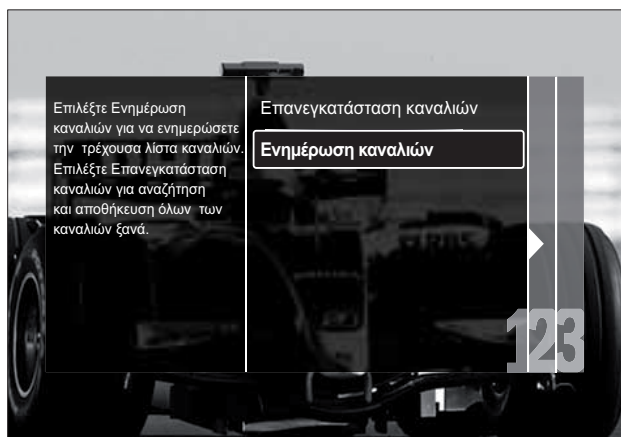 Επιλέξτε Ενημέρωση
καναλιών για να ενημερώσετε
την τρέχουσα λίστα καναλιών.
Επιλέξτε Επανεγκατάσταση
καναλιών για αναζήτηση
και αποθήκευση όλων των
καναλιών ξανά.
Επανεγκατάσταση καναλιών
Ενημέρωση καναλιών
123